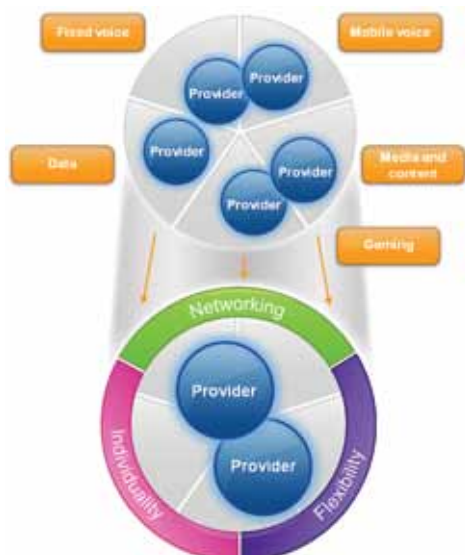 Fixed voice
Mobile voice
Provider
Provider
Provider
Data
Provider
Media and
content
Provider
Gaming
Networking
Provider
Provider
Individuality
Flexibility